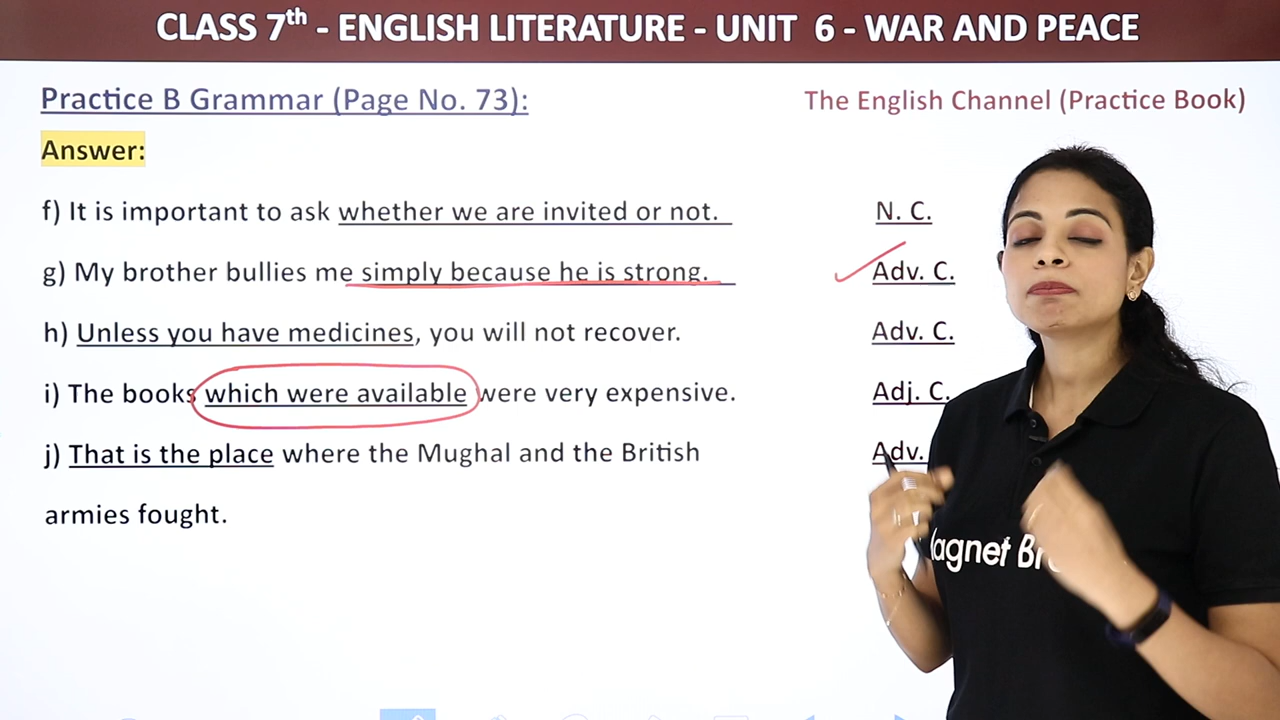 CLASS 7th - ENGLISH LITERATURE - UNIT 6 - WAR AND PEACE
Practice B Grammar (Page No. 73):
The English Channel (Practice Book)
Answer:
f) It is important to ask whether we are invited or not. N. C.
g) My brother bullies me simply because he is strong. Adv. C.
h) Unless you have medicines, you will not recover. Adv. C.
i) The books which were available were very expensive. Adj. C.
j) That is the place where the Mughal and the British Adv.
armies fought.